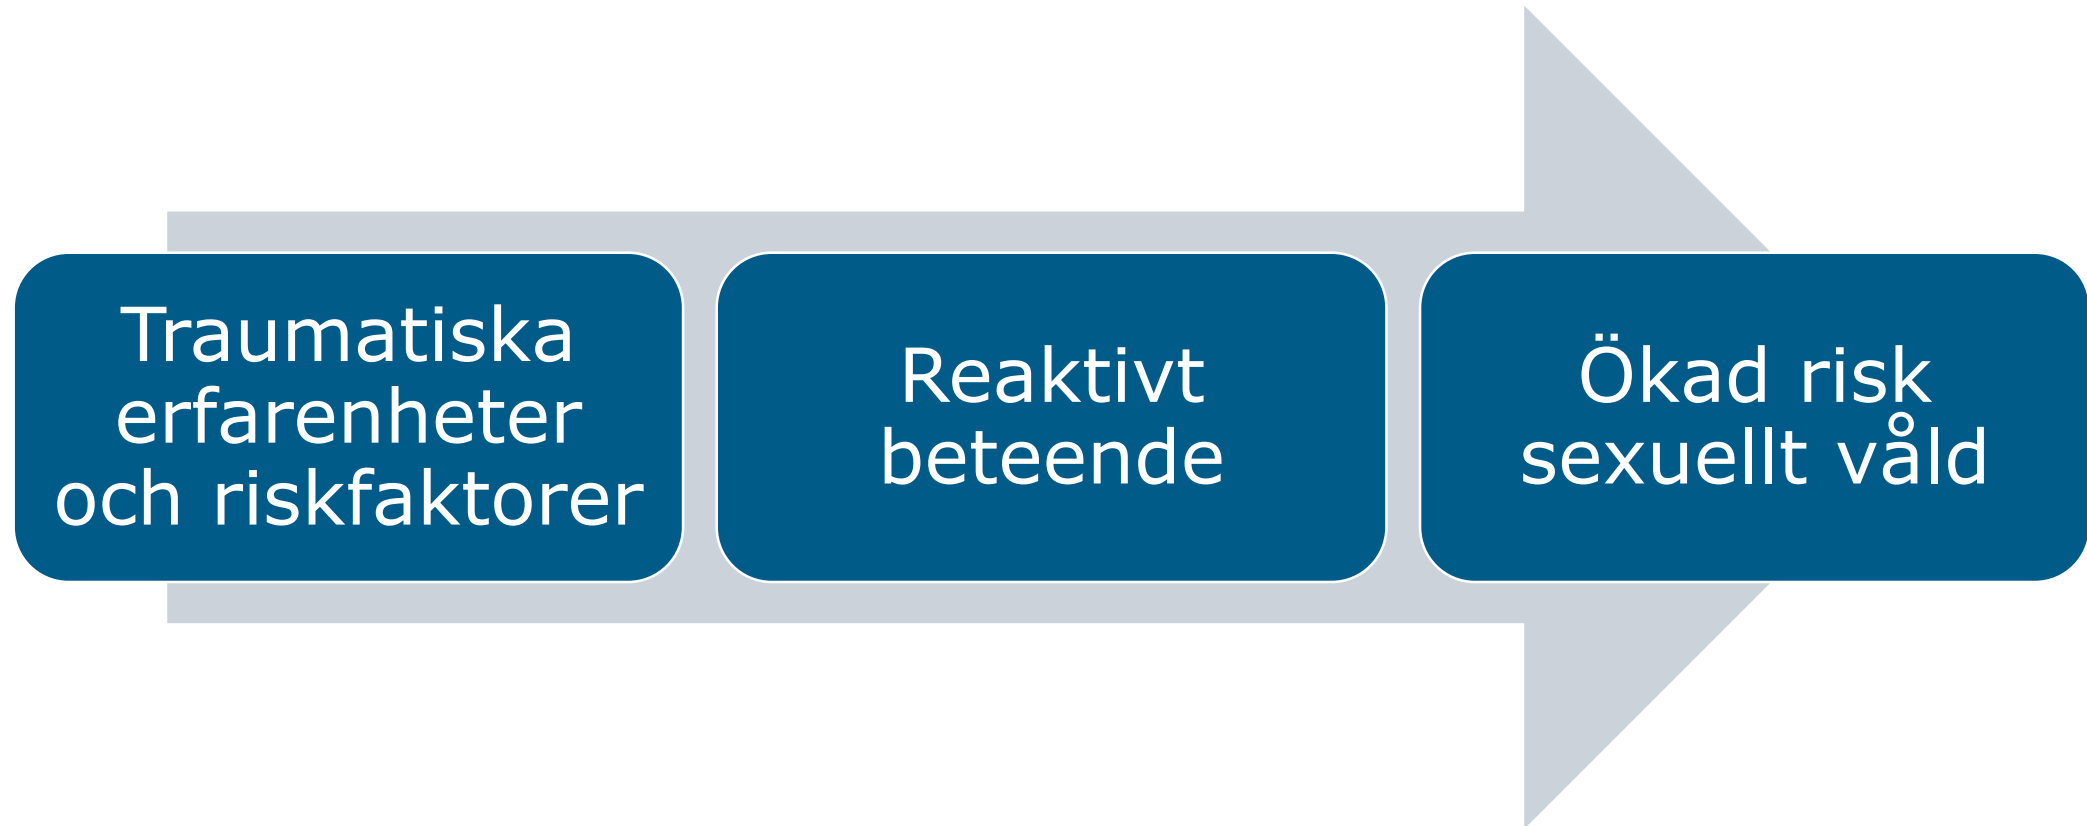 Traumatiska
erfarenheter
och riskfaktorer
Reaktivt
beteende
Ökad risk
sexuellt våld